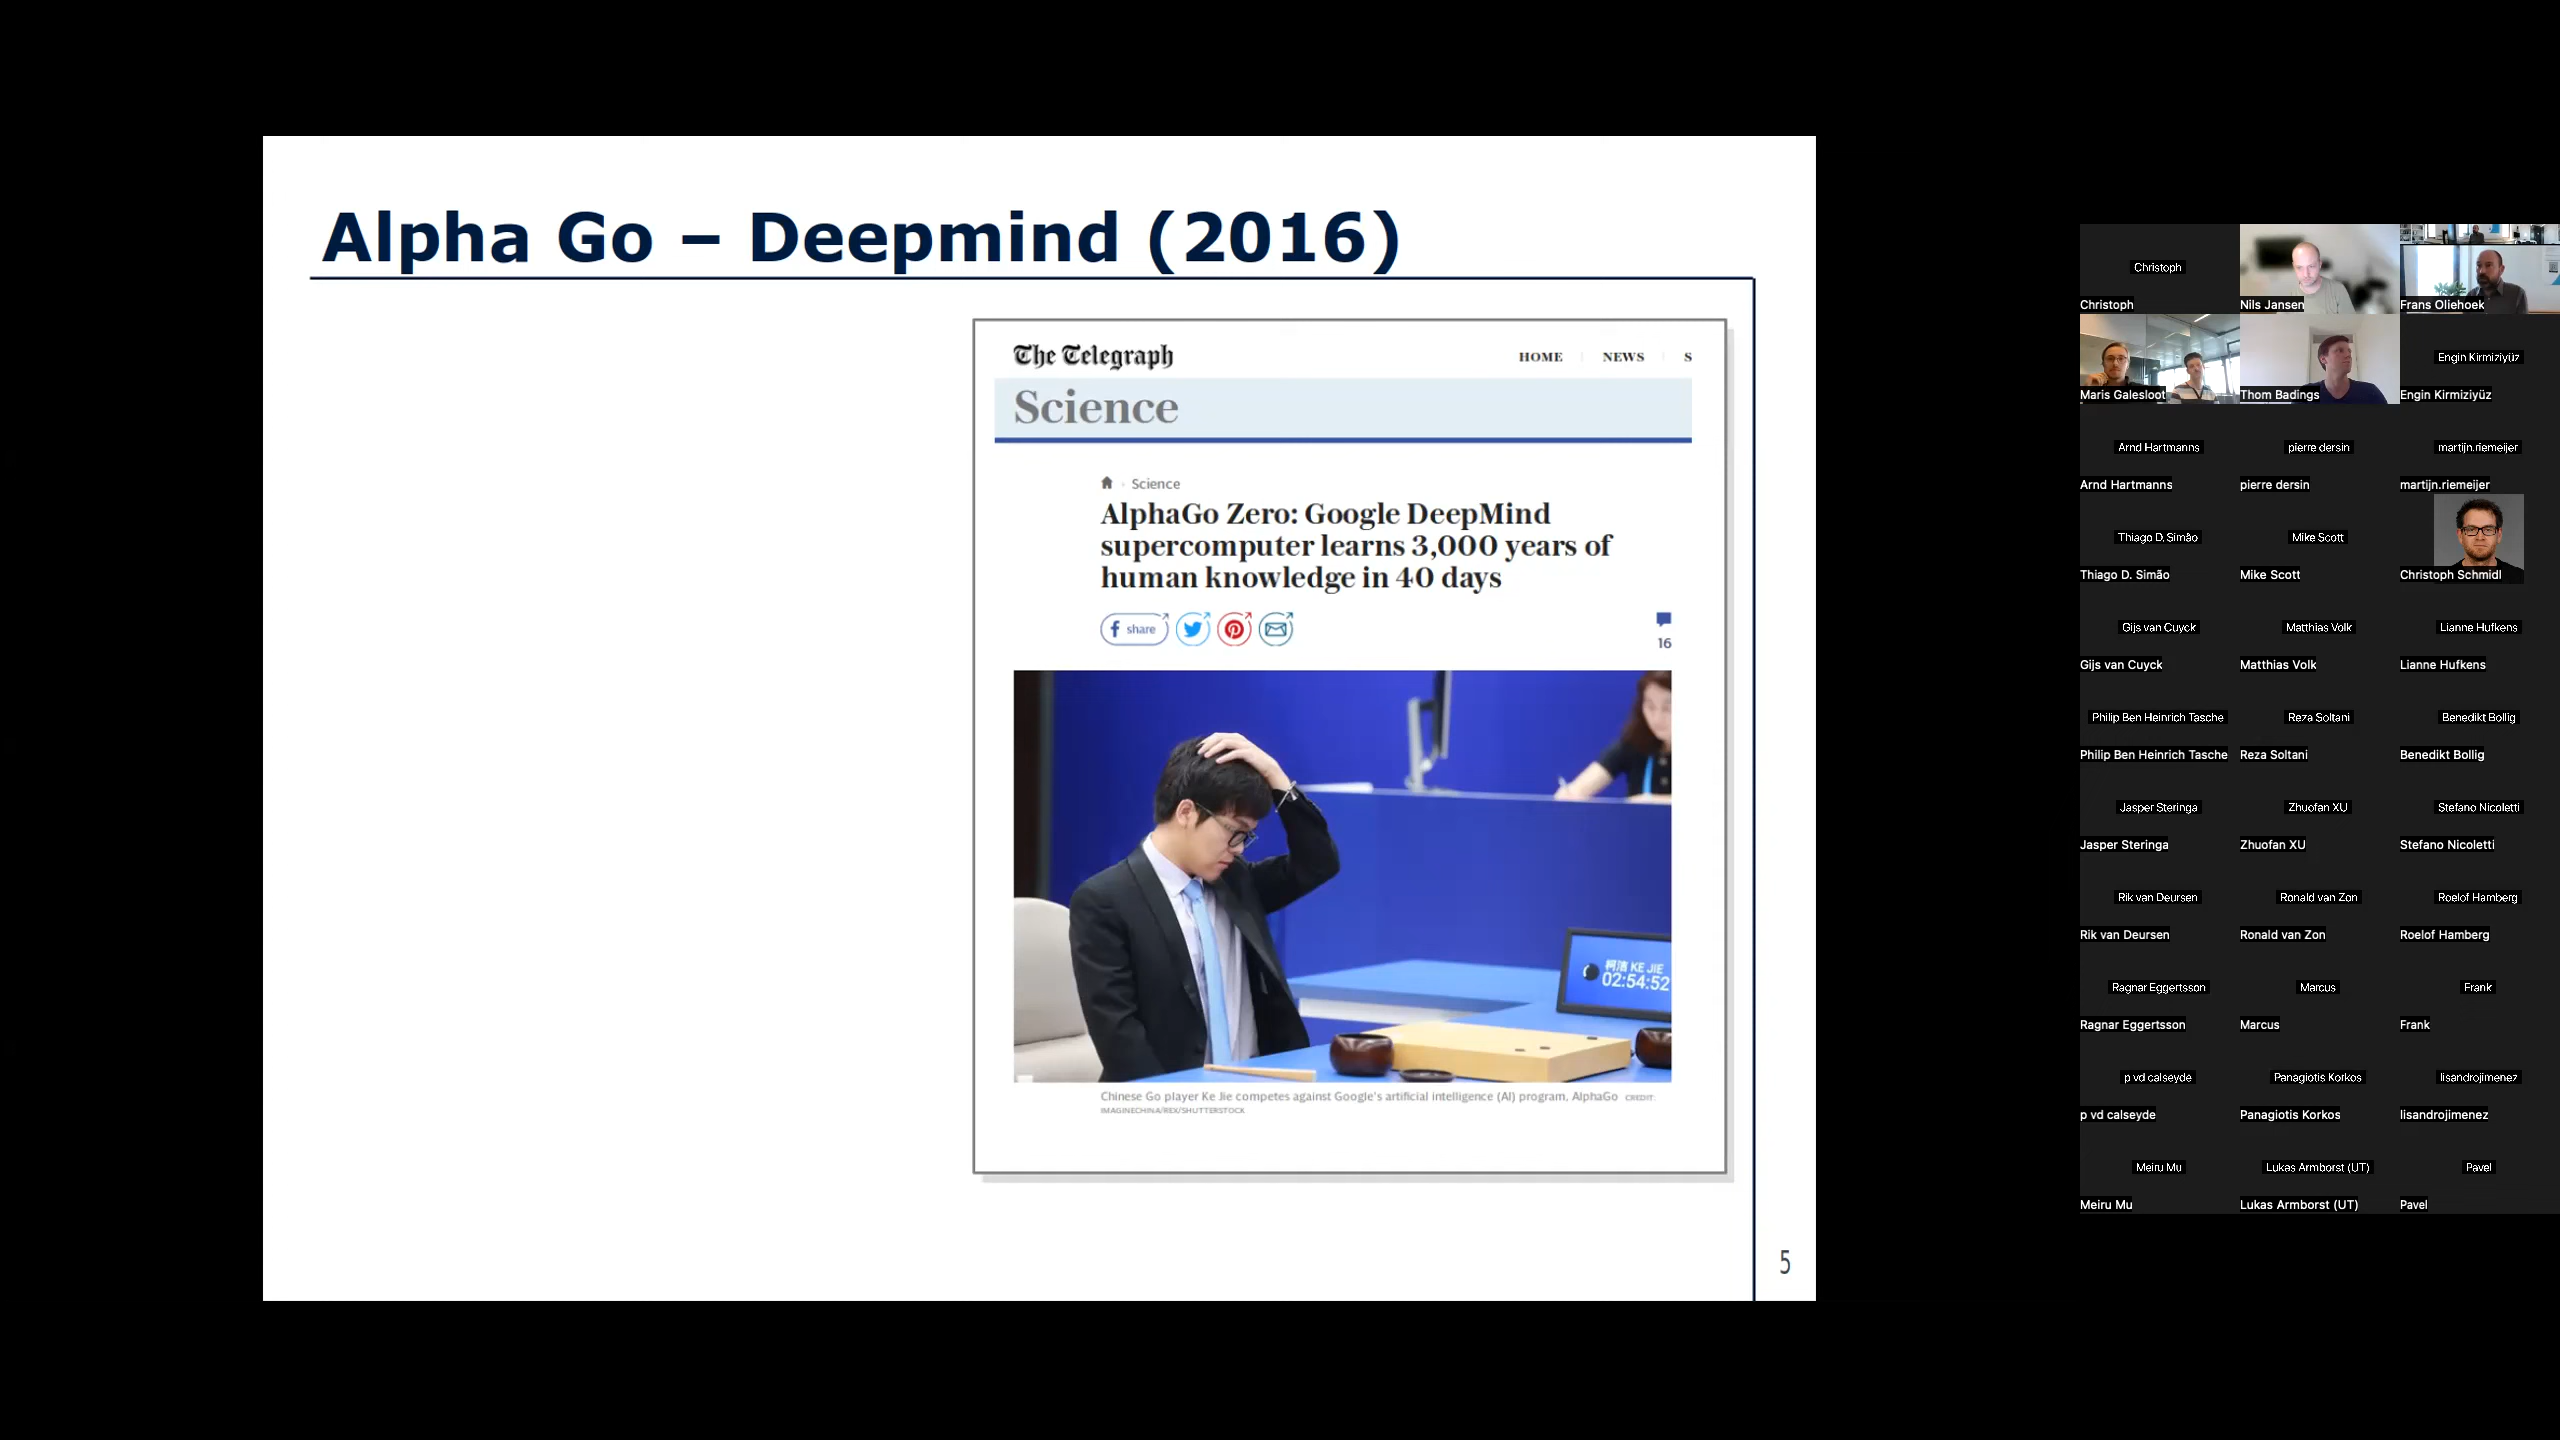 Alpha Go – Deepmind (2016)
The Telegraph
HOME NEWS S
Science
Science
AlphaGo Zero: Google DeepMind
supercomputer learns 3,000 years of
human knowledge in 40 days
share
16
柯洁 KE JIE
02:54:52
Chinese Go player Ke Jie competes against Google's artificial intelligence (AI) program, AlphaGo CREDIT:
IMAGINECHINA/REX/SHUTTERSTOCK
5
Christoph
Christoph Nils Jansen Frans Oliehoek
Engin Kirmiziyüz
Maris Galesloot Thom Badings Engin Kirmiziyüz
Arnd Hartmanns pierre dersin martijn.riemeijer
Arnd Hartmanns pierre dersin martijn.riemeijer
Thiago D. Simão Mike Scott
Thiago D. Simão Mike Scott Christoph Schmidl
Gijs van Cuyck Matthias Volk Lianne Hufkens
Gijs van Cuyck Matthias Volk Lianne Hufkens
Philip Ben Heinrich Tasche Reza Soltani Benedikt Bollig
Philip Ben Heinrich Tasche Reza Soltani Benedikt Bollig
Jasper Steringa Zhuofan XU Stefano Nicoletti
Jasper Steringa Zhuofan XU Stefano Nicoletti
Rik van Deursen Ronald van Zon Roelof Hamberg
Rik van Deursen Ronald van Zon Roelof Hamberg
Ragnar Eggertsson Marcus Frank
Ragnar Eggertsson Marcus Frank
p vd calseyde Panagiotis Korkos lisandrojimenez
p vd calseyde Panagiotis Korkos lisandrojimenez
Meiru Mu Lukas Armborst (UT) Pavel
Meiru Mu Lukas Armborst (UT) Pavel